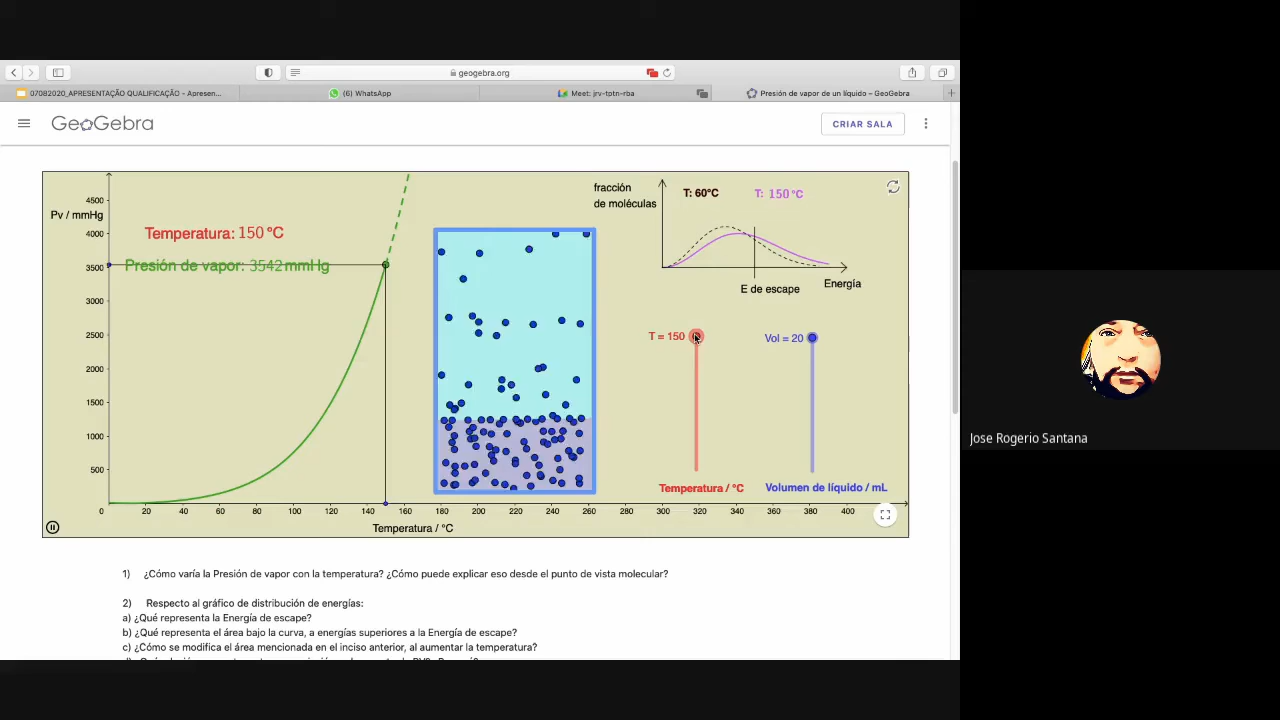 geogebra.org
07082020_APRESENTAÇÃO QUALIFICAÇÃO – Apresen...
(6) WhatsApp
Meet: jrv-tptn-rba
Presión de vapor de un líquido – GeoGebra
GeoGebra
CRIAR SALA
Pv / mmHg
4500
4000
3500
3000
2500
2000
1500
1000
500
Temperatura: 150 °C
Presión de vapor: 3542 mmHg
0 20 40 60 80 100 120 140 160 180 200 220 240 260 280 300 320 340 360 380 400
Temperatura / °C
fracción
de moléculas
T: 60°C
T: 150 °C
E de escape
Energía
T = 150
Vol = 20
Temperatura / °C
Volumen de líquido / mL
1) ¿Cómo varía la Presión de vapor con la temperatura? ¿Cómo puede explicar eso desde el punto de vista molecular?
2) Respecto al gráfico de distribución de energías:
a) ¿Qué representa la Energía de escape?
b) ¿Qué representa el área bajo la curva, a energías superiores a la Energía de escape?
c) ¿Cómo se modifica el área mencionada en el inciso anterior, al aumentar la temperatura?
Jose Rogerio Santana